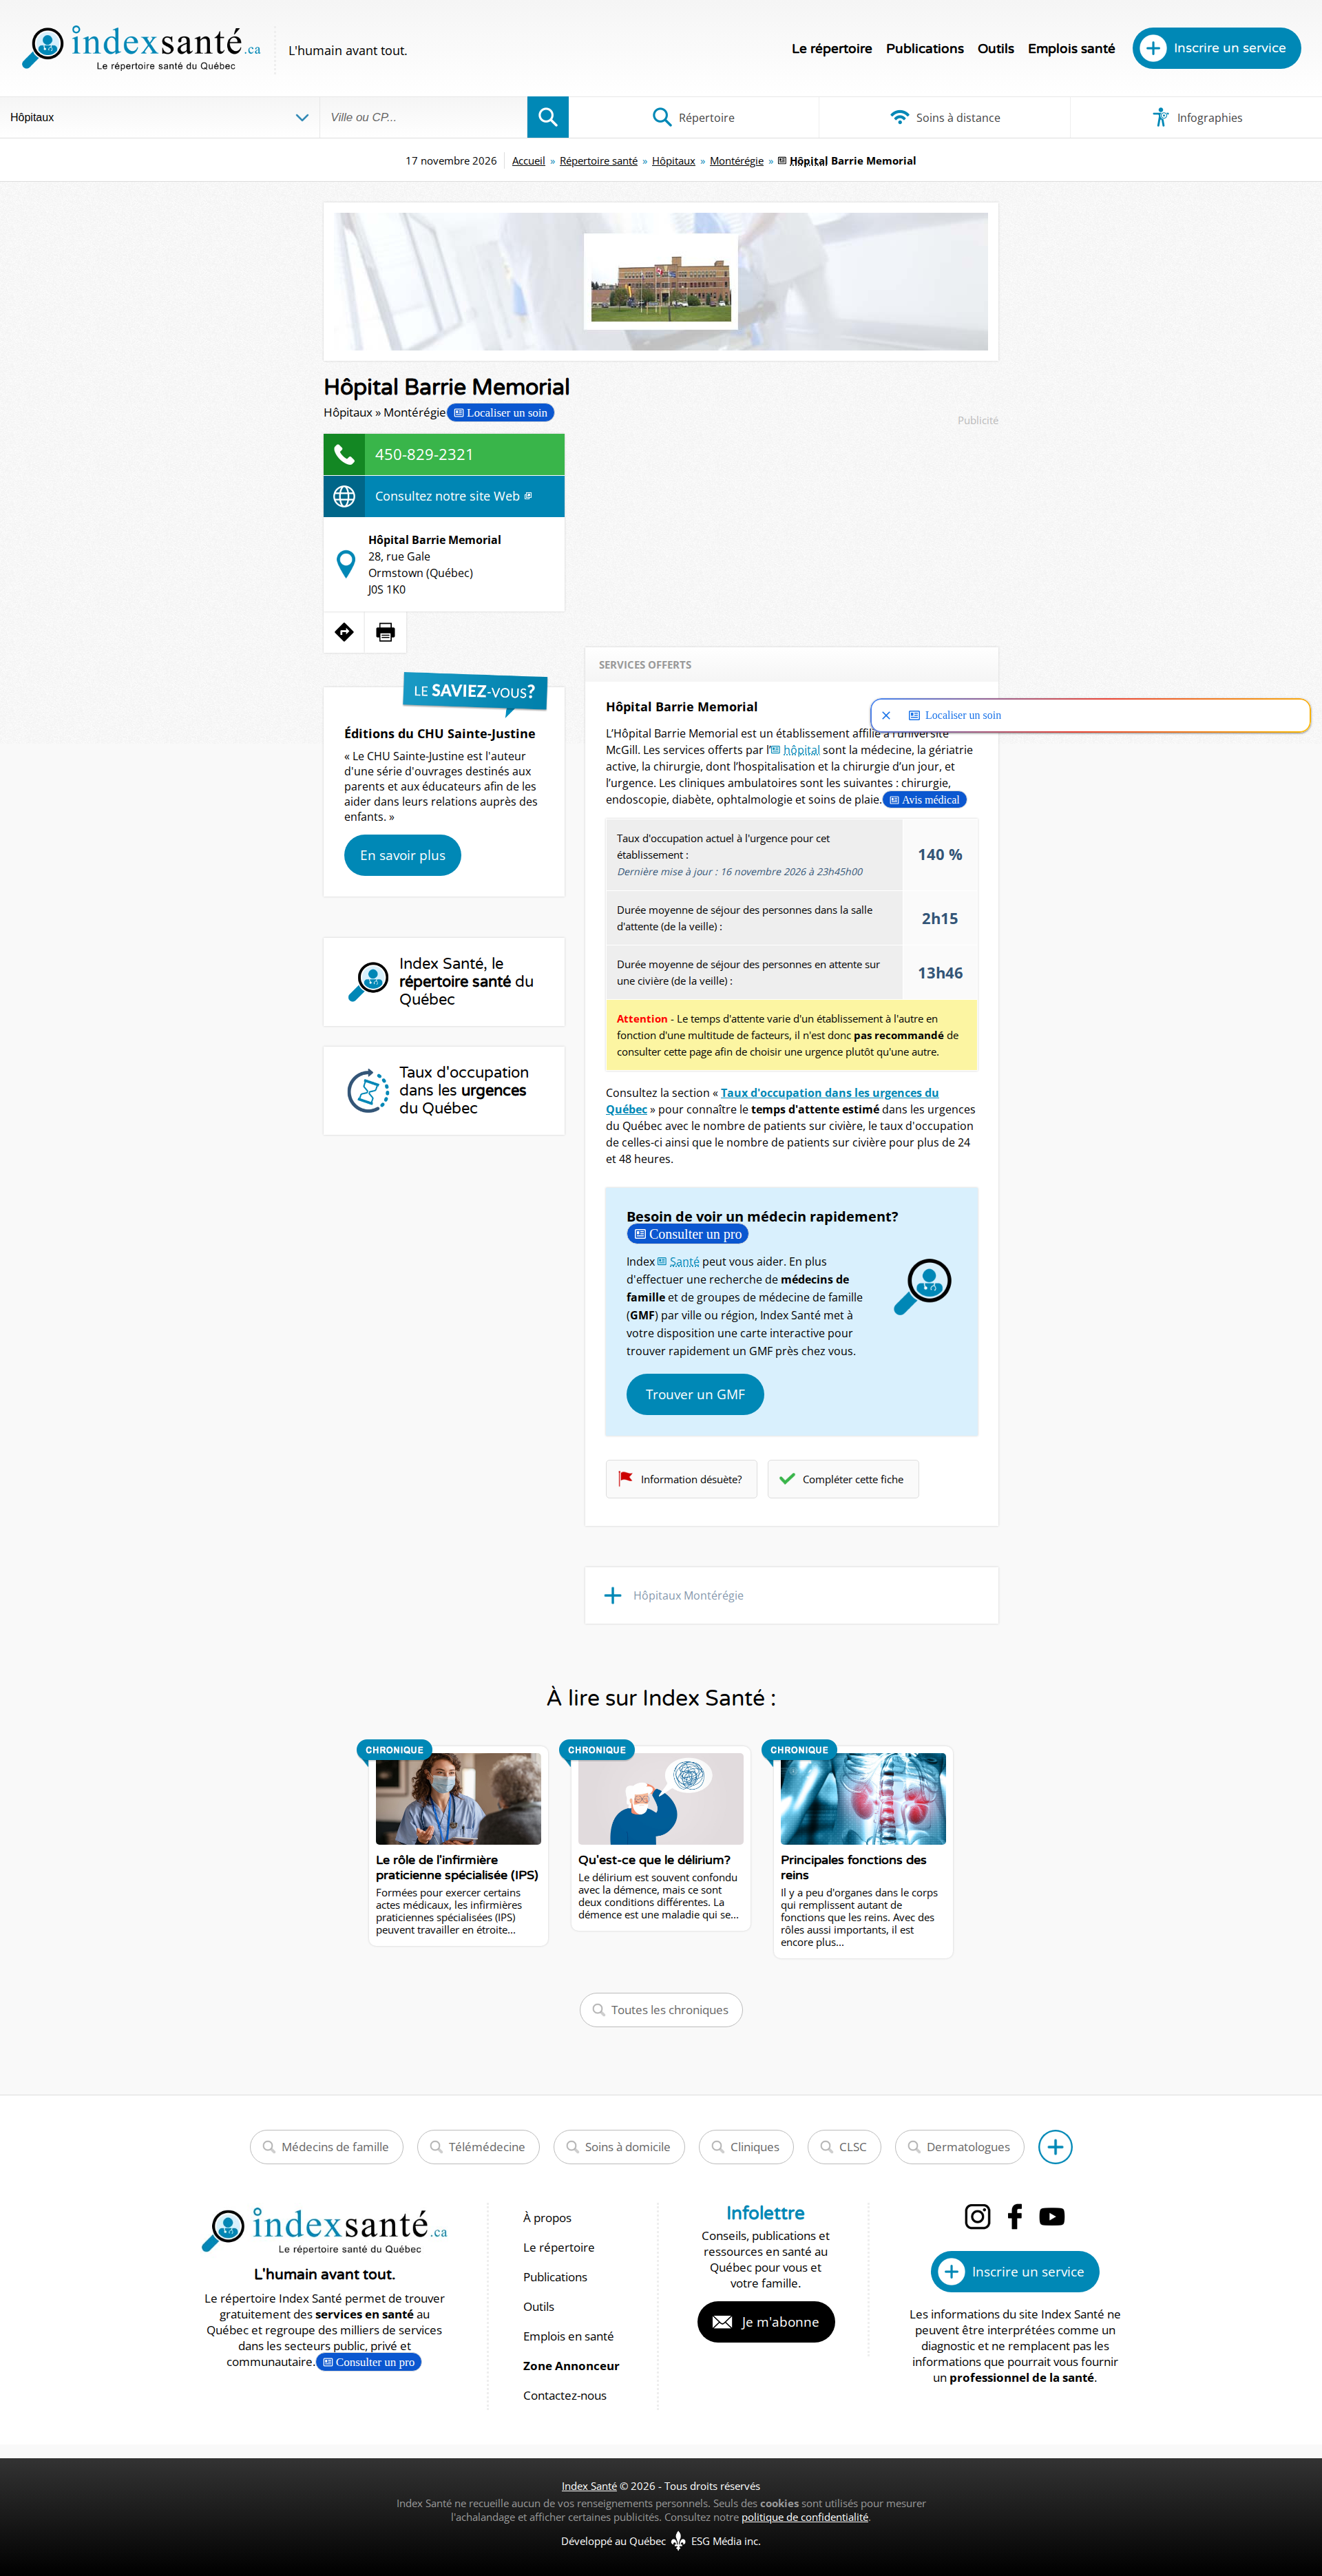 indexsanté.ca
Le répertoire santé du Québec
L'humain avant tout.
Le répertoire
Publications
Outils
Emplois santé
Inscrire un service
Hôpitaux
Ville ou CP...
Répertoire
Soins à distance
Infographies
17 novembre 2026
Accueil » Répertoire santé » Hôpitaux » Montérégie » Hôpital Barrie Memorial
Hôpital Barrie Memorial
Hôpitaux » Montérégie Localiser un soin
Publicité
450-829-2321
Consultez notre site Web
Hôpital Barrie Memorial
28, rue Gale
Ormstown (Québec)
J0S 1K0
LE SAVIEZ-VOUS?
Éditions du CHU Sainte-Justine
« Le CHU Sainte-Justine est l'auteur
d'une série d'ouvrages destinés aux
parents et aux éducateurs afin de les
aider dans leurs relations auprès des
enfants. »
En savoir plus
Index Santé, le
répertoire santé du
Québec
Taux d'occupation
dans les urgences
du Québec
SERVICES OFFERTS
Hôpital Barrie Memorial
Localiser un soin
L'Hôpital Barrie Memorial est un établissement affilié à l'université
McGill. Les services offerts par l' hôpital sont la médecine, la gériatrie
active, la chirurgie, dont l'hospitalisation et la chirurgie d'un jour, et
l'urgence. Les cliniques ambulatoires sont les suivantes : chirurgie,
endoscopie, diabète, ophtalmologie et soins de plaie. Avis médical
Taux d'occupation actuel à l'urgence pour cet
établissement :
Dernière mise à jour : 16 novembre 2026 à 23h45h00
140 %
Durée moyenne de séjour des personnes dans la salle
d'attente (de la veille) :
2h15
Durée moyenne de séjour des personnes en attente sur
une civière (de la veille) :
13h46
Attention - Le temps d'attente varie d'un établissement à l'autre en
fonction d'une multitude de facteurs, il n'est donc pas recommandé de
consulter cette page afin de choisir une urgence plutôt qu'une autre.
Consultez la section « Taux d'occupation dans les urgences du
Québec » pour connaître le temps d'attente estimé dans les urgences
du Québec avec le nombre de patients sur civière, le taux d'occupation
de celles-ci ainsi que le nombre de patients sur civière pour plus de 24
et 48 heures.
Besoin de voir un médecin rapidement?
Consulter un pro
Index Santé peut vous aider. En plus
d'effectuer une recherche de médecins de
famille et de groupes de médecine de famille
(GMF) par ville ou région, Index Santé met à
votre disposition une carte interactive pour
trouver rapidement un GMF près chez vous.
Trouver un GMF
Information désuète?
Compléter cette fiche
Hôpitaux Montérégie
À lire sur Index Santé :
CHRONIQUE
Le rôle de l'infirmière
praticienne spécialisée (IPS)
Formées pour exercer certains
actes médicaux, les infirmières
praticiennes spécialisées (IPS)
peuvent travailler en étroite...
CHRONIQUE
Qu'est-ce que le délirium?
Le délirium est souvent confondu
avec la démence, mais ce sont
deux conditions différentes. La
démence est une maladie qui se...
CHRONIQUE
Principales fonctions des
reins
Il y a peu d'organes dans le corps
qui remplissent autant de
fonctions que les reins. Avec des
rôles aussi importants, il est
encore plus...
Toutes les chroniques
Médecins de famille
Télémédecine
Soins à domicile
Cliniques
CLSC
Dermatologues
indexsanté.ca
Le répertoire santé du Québec
L'humain avant tout.
Le répertoire Index Santé permet de trouver
gratuitement des services en santé au
Québec et regroupe des milliers de services
dans les secteurs public, privé et
communautaire. Consulter un pro
À propos
Le répertoire
Publications
Outils
Emplois en santé
Zone Annonceur
Contactez-nous
Infolettre
Conseils, publications et
ressources en santé au
Québec pour vous et
votre famille.
Je m'abonne
Inscrire un service
Les informations du site Index Santé ne
peuvent être interprétées comme un
diagnostic et ne remplacent pas les
informations que pourrait vous fournir
un professionnel de la santé.
Index Santé © 2026 - Tous droits réservés
Index Santé ne recueille aucun de vos renseignements personnels. Seuls des cookies sont utilisés pour mesurer
l'achalandage et afficher certaines publicités. Consultez notre politique de confidentialité.
Développé au Québec ESG Média inc.